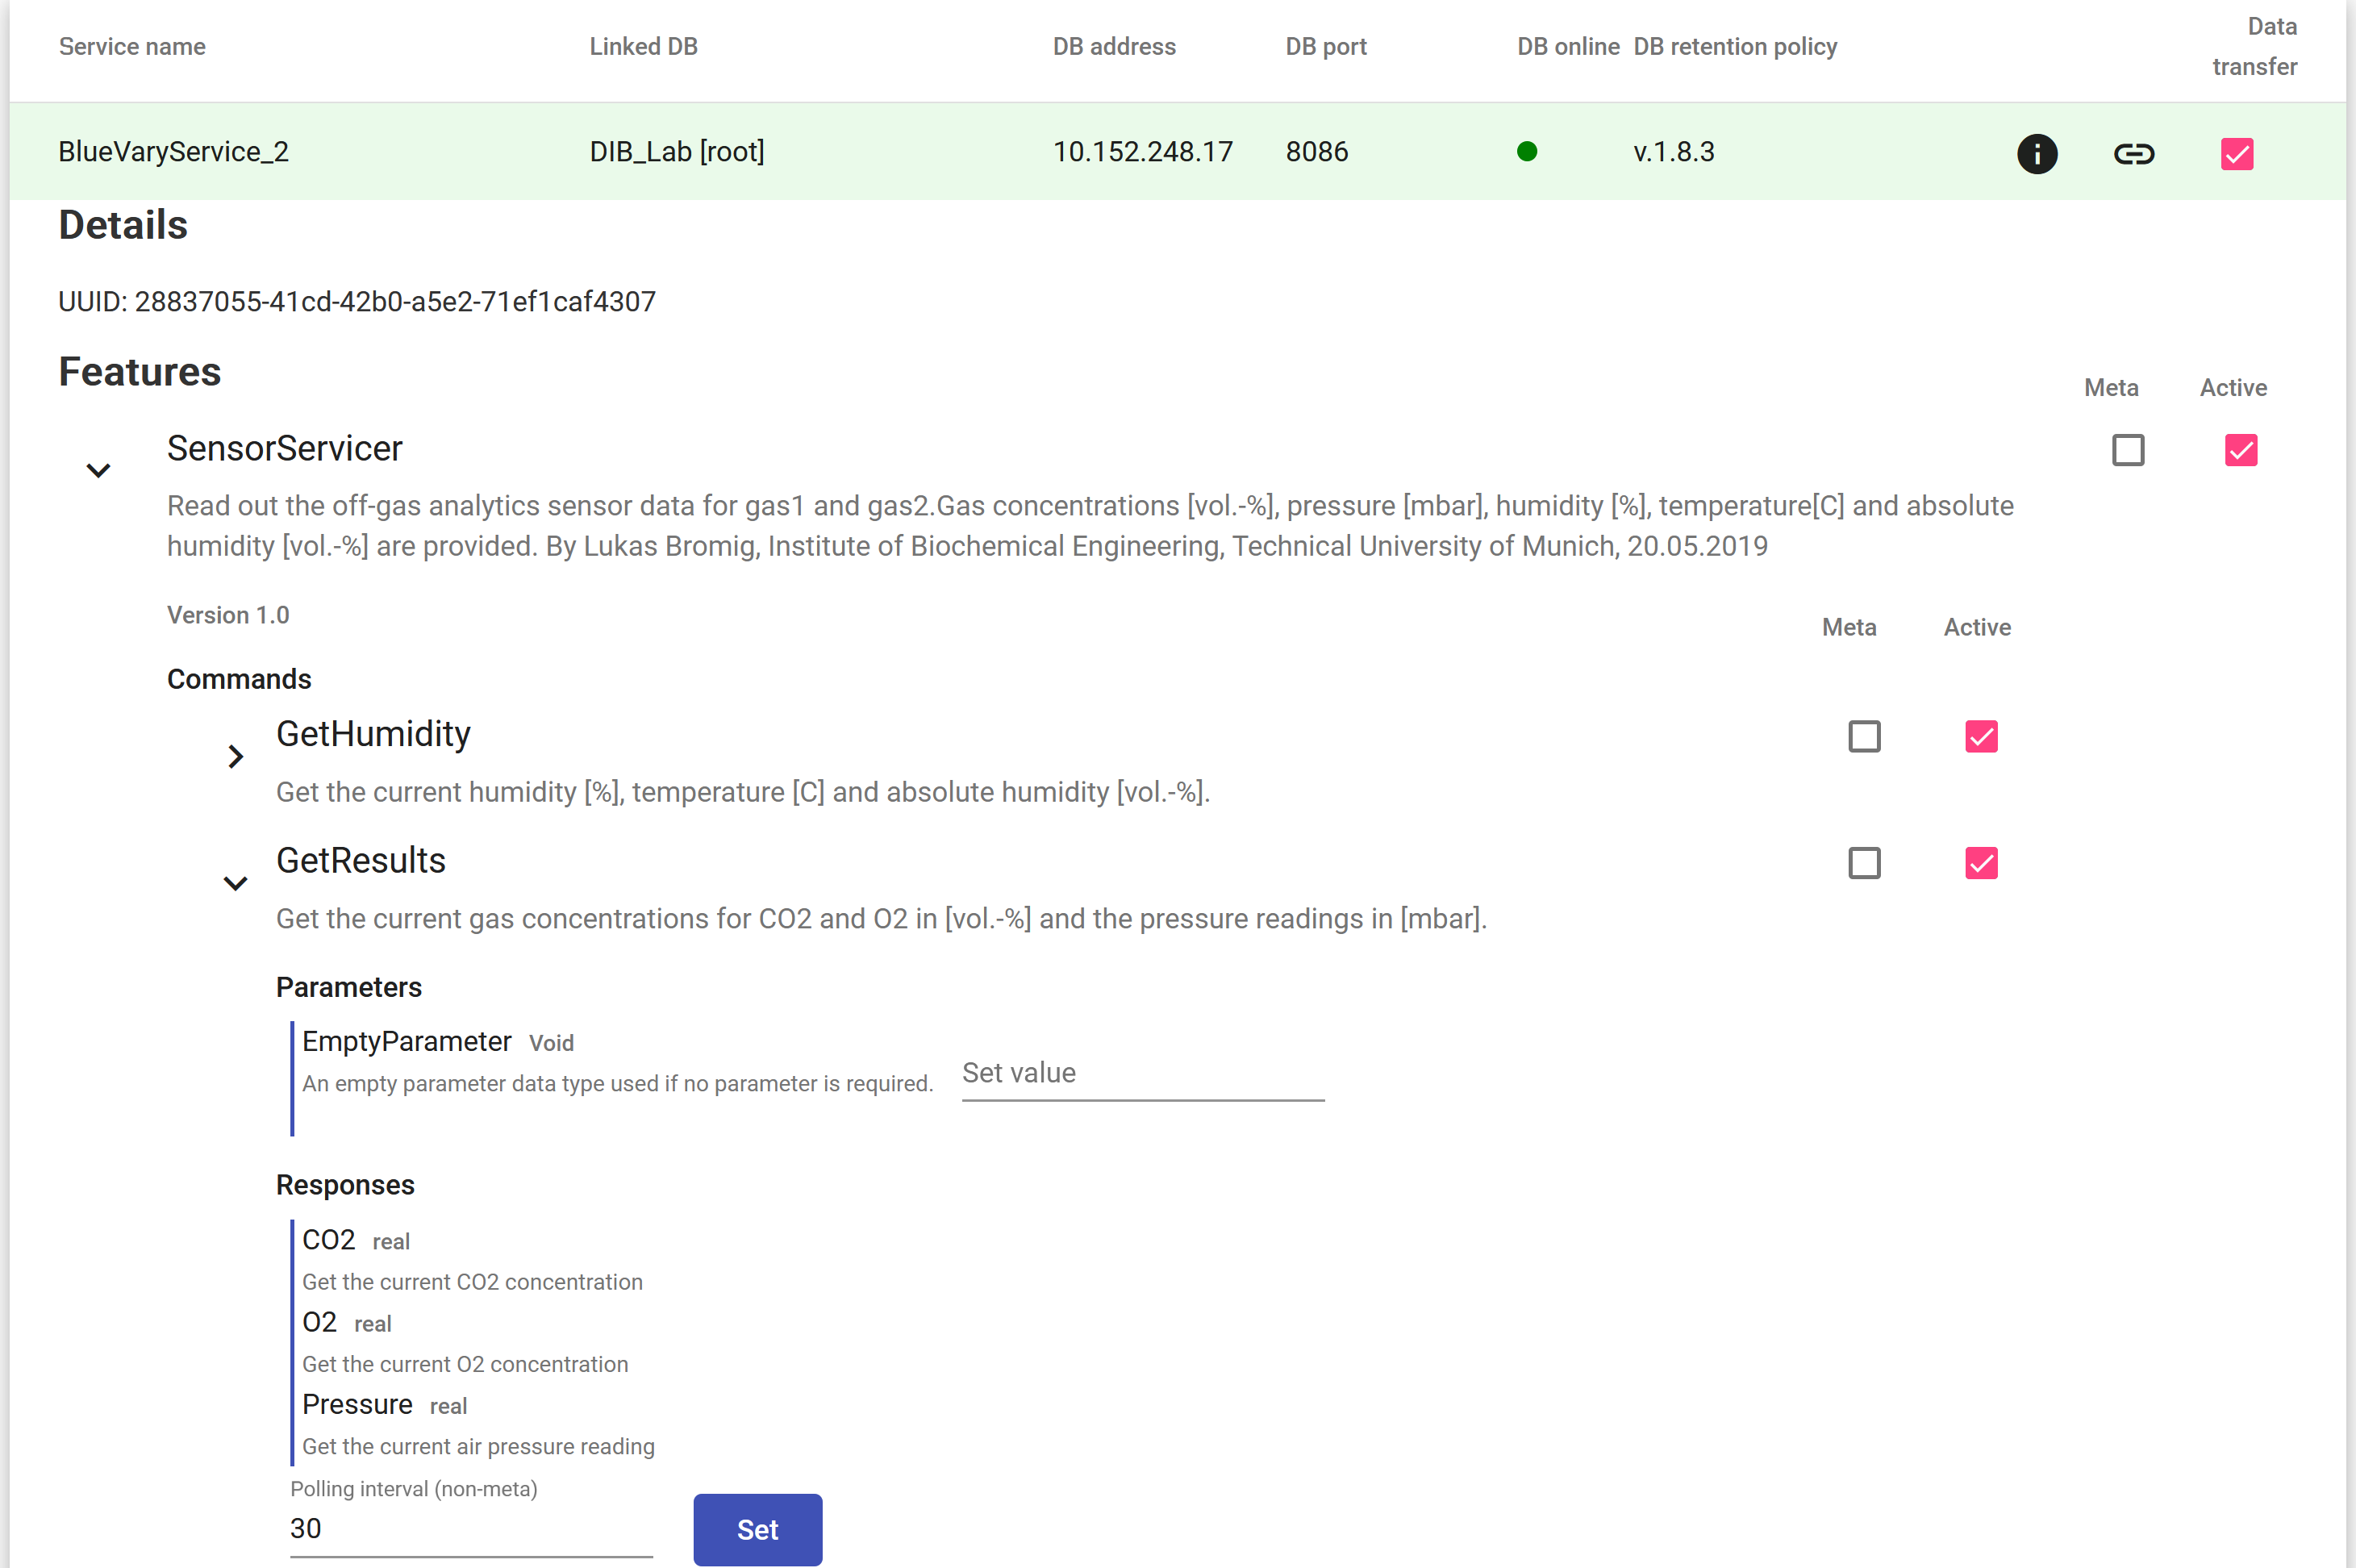 Service name Linked DB DB address DB port DB online DB retention policy Data transfer
BlueVaryService_2 DIB_Lab [root] 10.152.248.17 8086 v.1.8.3
Details
UUID: 28837055-41cd-42b0-a5e2-71ef1caf4307
Features
Meta Active
SensorServicer
Read out the off-gas analytics sensor data for gas1 and gas2.Gas concentrations [vol.-%], pressure [mbar], humidity [%], temperature[C] and absolute
humidity [vol.-%] are provided. By Lukas Bromig, Institute of Biochemical Engineering, Technical University of Munich, 20.05.2019
Version 1.0
Meta Active
Commands
GetHumidity
Get the current humidity [%], temperature [C] and absolute humidity [vol.-%].
GetResults
Get the current gas concentrations for CO2 and O2 in [vol.-%] and the pressure readings in [mbar].
Parameters
EmptyParameter Void
An empty parameter data type used if no parameter is required.
Set value
Responses
CO2 real
Get the current CO2 concentration
O2 real
Get the current O2 concentration
Pressure real
Get the current air pressure reading
Polling interval (non-meta)
30
Set